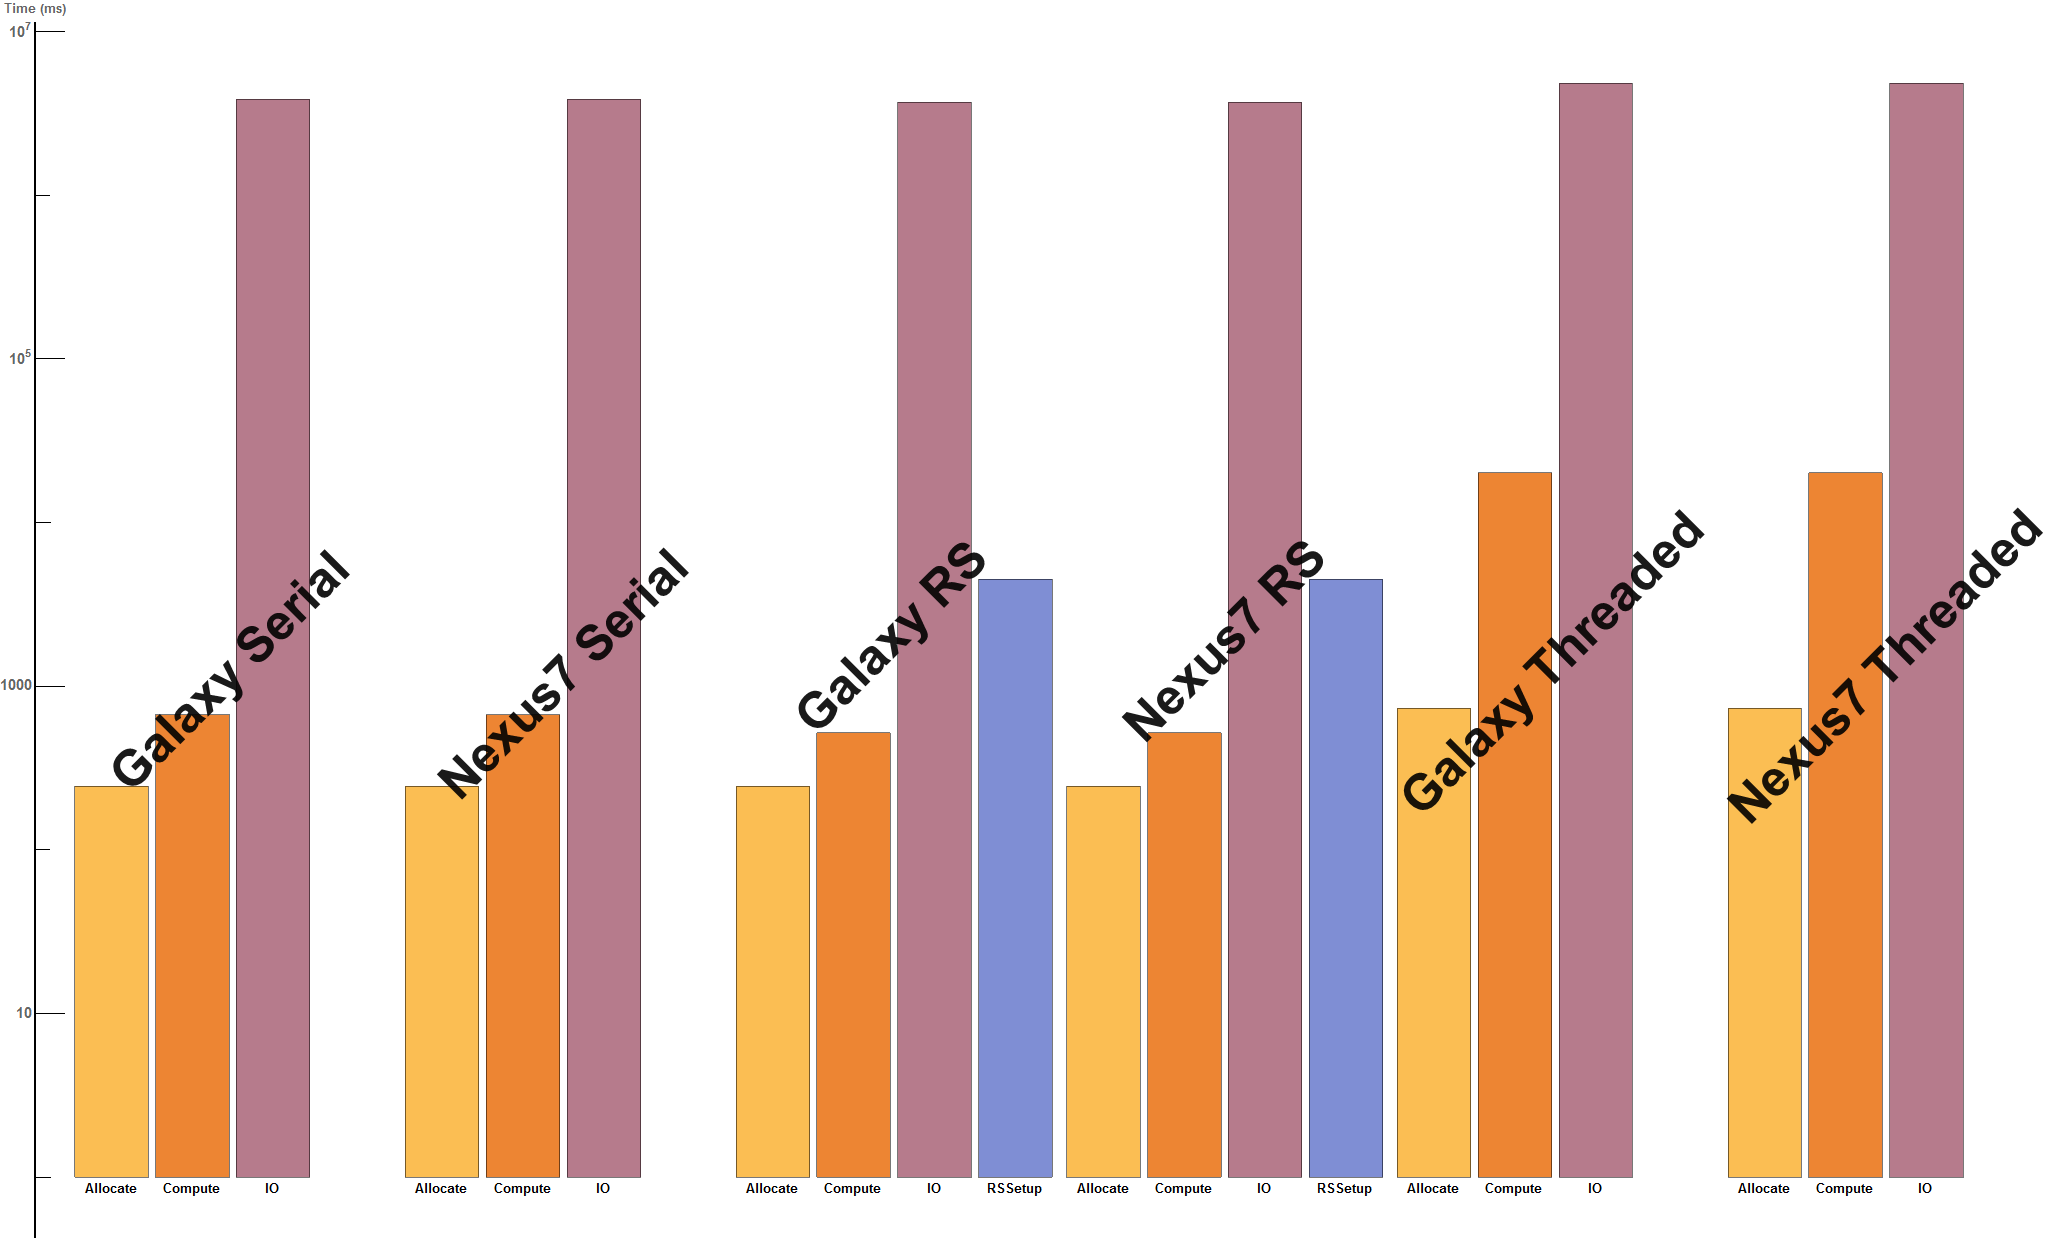 Time (ms)
10⁷
10⁵
1000
10
Galaxy Serial
Nexus7 Serial
Galaxy RS
Nexus7 RS
Galaxy Threaded
Nexus7 Threaded
Allocate Compute IO Allocate Compute IO Allocate Compute IO RSSetup Allocate Compute IO RSSetup Allocate Compute IO Allocate Compute IO